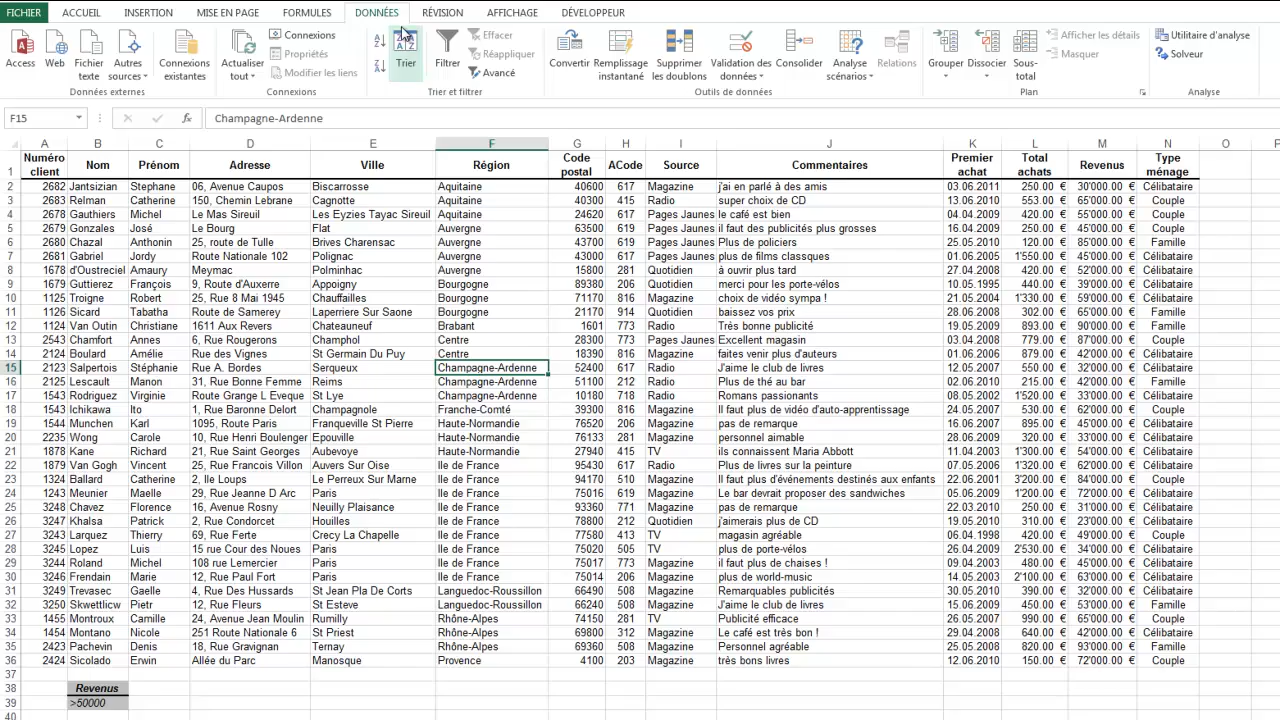 FICHIER ACCUEIL INSERTION MISE EN PAGE FORMULES DONNÉES RÉVISION AFFICHAGE DÉVELOPPEUR
Access Web Fichier texte Autres sources Connexions existantes Actualiser tout Connexions Propriétés Modifier les liens Trier Filtrer Effacer Réappliquer Avancé Convertir Remplissage instantané Supprimer les doublons Validation des données Consolider Analyse scénarios Relations Grouper Dissocier Sous-total Afficher les détails Masquer Utilitaire d'analyse Solveur
Données externes Connexions Trier et filtrer Outils de données Plan Analyse
F15 fx Champagne-Ardenne
A B C D E F G H I J K L M N O P
1 Numéro client Nom Prénom Adresse Ville Région Code postal ACode Source Commentaires Premier achat Total achats Revenus Type ménage
2 2682 Jantsizian Stephane 06, Avenue Caupos Biscarrosse Aquitaine 40600 617 Magazine j'ai en parlé à des amis 03.06.2011 250.00 € 30'000.00 € Célibataire
3 2683 Relman Catherine 150, Chemin Lebrane Cagnotte Aquitaine 40300 415 Radio super choix de CD 13.06.2010 553.00 € 65'000.00 € Célibataire
4 2678 Gauthiers Michel Le Mas Sireuil Les Eyzies Tayac Sireuil Aquitaine 24620 617 Pages Jaunes le café est bien 04.04.2009 420.00 € 25'000.00 € Couple
5 2679 Gonzales José Le Bourg Flat Auvergne 63500 619 Pages Jaunes il faut des publicités plus grosses 16.04.2009 250.00 € 45'000.00 € Couple
6 2680 Chazal Anthonin 25, route de Tulle Brives Charensac Auvergne 43700 619 Pages Jaunes Plus de policiers 25.05.2010 120.00 € 85'000.00 € Famille
7 2681 Gabriel Jordy Route Nationale 102 Polignac Auvergne 43000 617 Pages Jaunes plus de films classques 01.06.2005 1'550.00 € 45'000.00 € Célibataire
8 1678 d'Oustreciel Amaury Meymac Polminhac Auvergne 15800 281 Quotidien à ouvrir plus tard 27.04.2008 420.00 € 52'000.00 € Célibataire
9 1679 Guttierez François 9, Route d'Auxerre Appoigny Bourgogne 89380 206 Quotidien merci pour les porte-vélos 10.05.1995 440.00 € 39'000.00 € Célibataire
10 1125 Troigne Robert 25, Rue 8 Mai 1945 Chauffailles Bourgogne 71170 816 Magazine choix de vidéo sympa ! 21.05.2004 1'330.00 € 59'000.00 € Célibataire
11 1126 Sicard Tabatha Route de Samerey Laperriere Sur Saone Bourgogne 21170 914 Quotidien baissez vos prix 28.06.2008 302.00 € 65'000.00 € Famille
12 1124 Van Outin Christiane 1611 Aux Revers Chateauneuf Brabant 1601 773 Radio Très bonne publicité 19.05.2009 893.00 € 90'000.00 € Famille
13 2543 Chamfort Annes 6, Rue Rougerons Champhol Centre 28300 773 Pages Jaunes Excellent magasin 03.04.2008 779.00 € 87'000.00 € Couple
14 2124 Boulard Amélie Rue des Vignes St Germain Du Puy Centre 18390 816 Magazine faites venir plus d'auteurs 01.06.2006 879.00 € 42'000.00 € Célibataire
15 2123 Salpertois Stéphanie Rue A. Bordes Serqueux Champagne-Ardenne 52400 617 Radio J'aime le club de livres 12.05.2007 550.00 € 32'000.00 € Célibataire
16 2125 Lescault Manon 31, Rue Bonne Femme Reims Champagne-Ardenne 51100 212 Radio Plus de thé au bar 02.06.2010 215.00 € 42'000.00 € Famille
17 1543 Rodriguez Virginie Route Grange L Eveque St Lye Champagne-Ardenne 10180 718 Radio Romans passionnants 08.05.2002 1'520.00 € 33'000.00 € Célibataire
18 1543 Ichikawa Ito 1, Rue Baronne Delort Champagnole Franche-Comté 39300 816 Magazine Il faut plus de vidéo d'auto-apprentissage 24.05.2007 530.00 € 62'000.00 € Couple
19 1544 Munchen Karl 1095, Route Paris Franqueville St Pierre Haute-Normandie 76520 206 Magazine pas de remarque 16.06.2007 895.00 € 45'000.00 € Couple
20 2235 Wong Carole 10, Rue Henri Boulenger Epouville Haute-Normandie 76133 281 Magazine personnel aimable 28.06.2009 320.00 € 33'000.00 € Couple
21 1878 Kane Richard 21, Rue Saint Georges Aubevoye Haute-Normandie 27940 415 TV ils connaissent Maria Abbott 11.04.2003 1'300.00 € 54'000.00 € Célibataire
22 1879 Van Gogh Vincent 25, Rue Francois Villon Auvers Sur Oise Ile de France 95430 617 Radio Plus de livres sur la peinture 07.05.2006 1'320.00 € 62'000.00 € Célibataire
23 1324 Ballard Catherine 2, Ile Loups Le Perreux Sur Marne Ile de France 94170 510 Magazine Il faut plus d'événements destinés aux enfants 22.06.2001 3'200.00 € 84'000.00 € Couple
24 1243 Meunier Maelle 29, Rue Jeanne D Arc Paris Ile de France 75016 619 Magazine Le bar devrait proposer des sandwiches 05.06.2009 1'200.00 € 72'000.00 € Célibataire
25 3248 Chavez Florence 16, Avenue Rosny Neuilly Plaisance Ile de France 93360 771 Magazine pas de remarque 22.03.2010 250.00 € 31'000.00 € Couple
26 3247 Khalsa Patrick 2, Rue Condorcet Houilles Ile de France 78800 212 Quotidien j'aimerais plus de CD 19.05.2010 310.00 € 23'000.00 € Célibataire
27 3243 Larquez Thierry 69, Rue Ferte Crecy La Chapelle Ile de France 77580 413 TV magasin agréable 06.04.1998 420.00 € 49'000.00 € Couple
28 3245 Lopez Luis 15 rue Cour des Noues Paris Ile de France 75020 505 TV plus de porte-vélos 26.04.2009 2'530.00 € 34'000.00 € Célibataire
29 3244 Roland Michel 108 rue Lemercier Paris Ile de France 75017 773 Magazine il faut plus de chaises ! 09.04.2003 480.00 € 45'000.00 € Célibataire
30 3246 Frendain Marie 12, Rue Paul Fort Paris Ile de France 75014 206 Magazine plus de world-music 14.05.2003 2'100.00 € 63'000.00 € Célibataire
31 3249 Trevasec Gaelle 4, Rue Des Hussards St Jean Pla De Corts Languedoc-Roussillon 66490 508 Magazine Remarquables publicités 30.05.2010 390.00 € 32'000.00 € Célibataire
32 3250 Skwettlicw Pietr 12, Rue Fleurs St Esteve Languedoc-Roussillon 66240 508 Magazine J'aime le club de livres 15.06.2009 450.00 € 53'000.00 € Famille
33 1455 Montroux Camille 24, Avenue Jean Moulin Rumilly Rhône-Alpes 74150 281 TV Publicité efficace 26.05.2007 990.00 € 65'000.00 € Couple
34 1454 Montano Nicole 251 Route Nationale 6 St Priest Rhône-Alpes 69800 312 Magazine Le café est très bon ! 29.04.2008 640.00 € 42'000.00 € Célibataire
35 2423 Pachevin Denis 18, Rue Gravignan Ternay Rhône-Alpes 69360 508 Magazine Personnel agréable 25.05.2008 820.00 € 93'000.00 € Famille
36 2424 Sicolado Erwin Allée du Parc Manosque Provence 4100 203 Magazine très bons livres 12.06.2010 150.00 € 72'000.00 € Couple
37
38 Revenus
39 >50000
40